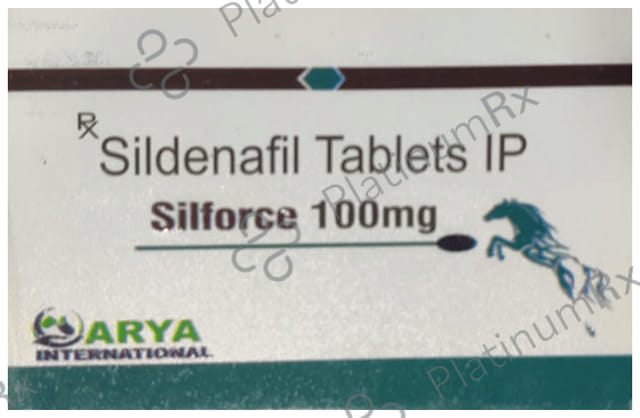 PlatinumRx
℞
Sildenafil Tablets IP
PlatinumRx
Silforce 100mg
ARYA
INTERNATIONAL
PlatinumRx